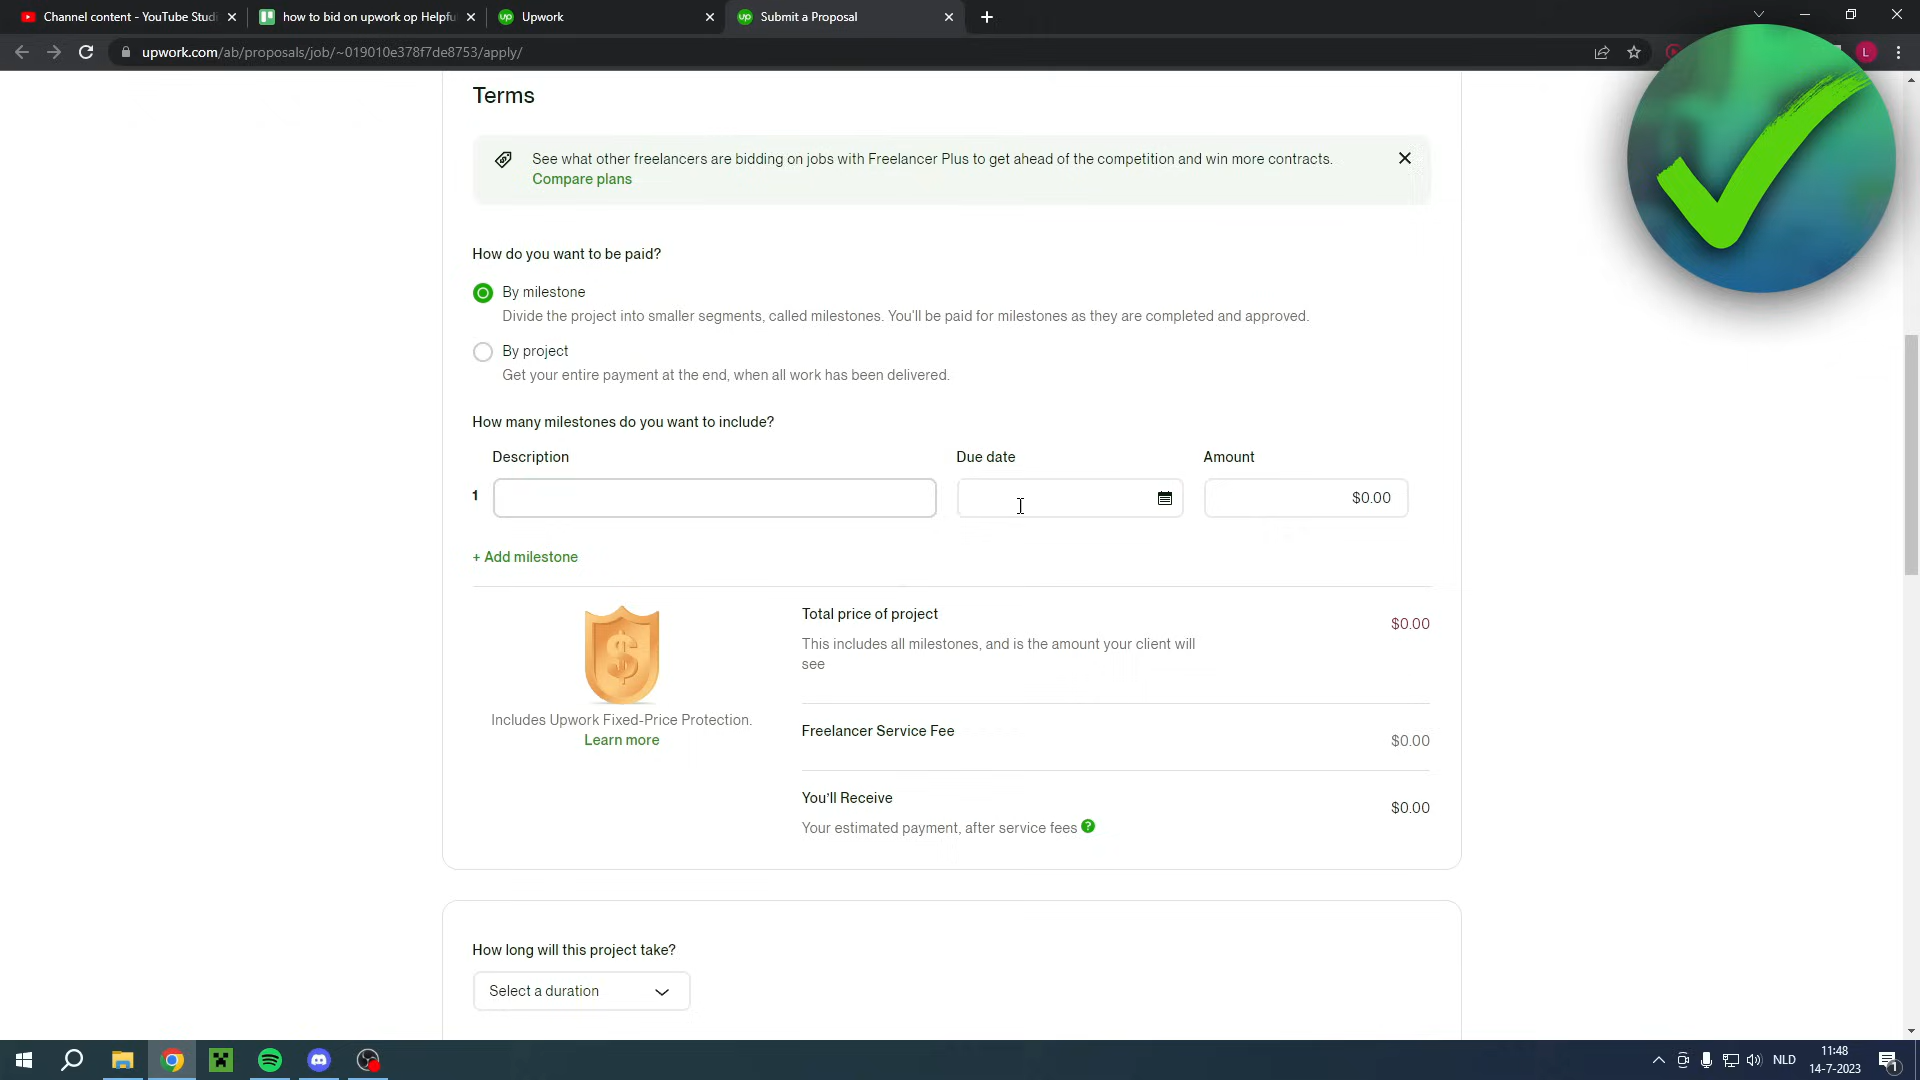 Channel content - YouTube Studi
how to bid on upwork op Helpfu
up Upwork
up Submit a Proposal
upwork.com/ab/proposals/job/~019010e378f7de8753/apply/
L
Terms
See what other freelancers are bidding on jobs with Freelancer Plus to get ahead of the competition and win more contracts.
Compare plans
How do you want to be paid?
By milestone
Divide the project into smaller segments, called milestones. You'll be paid for milestones as they are completed and approved.
By project
Get your entire payment at the end, when all work has been delivered.
How many milestones do you want to include?
Description Due date Amount
1 $0.00
+ Add milestone
Total price of project $0.00
This includes all milestones, and is the amount your client will
see
$
Includes Upwork Fixed-Price Protection.
Learn more
Freelancer Service Fee $0.00
You'll Receive $0.00
Your estimated payment, after service fees ?
How long will this project take?
Select a duration
NLD
11:48
14-7-2023
1